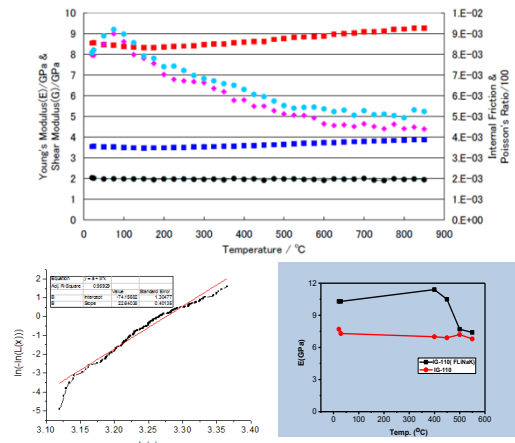 Young's Modulus(E)/GPa &
Shear Modulus(G)/GPa
10
9
8
7
6
5
4
3
2
1
0
1.E-02
9.E-03
8.E-03
7.E-03
6.E-03
5.E-03
4.E-03
3.E-03
2.E-03
1.E-03
0.E+00
Internal Friction &
Poisson's Ratio/100
0 100 200 300 400 500 600 700 800 900
Temperature / °C
ln(-ln(L(x)))
2
1
0
-1
-2
-3
-4
-5
Equation y = a + b*x
Adj. R-Square
Value Standard Error
B Intercept
B Slope
3.10 3.15 3.20 3.25 3.30 3.35 3.40
E(GPa)
12
9
6
3
0
IG-110(FLiNaK)
IG-110
0 100 200 300 400 500 600
Temp. (°C)